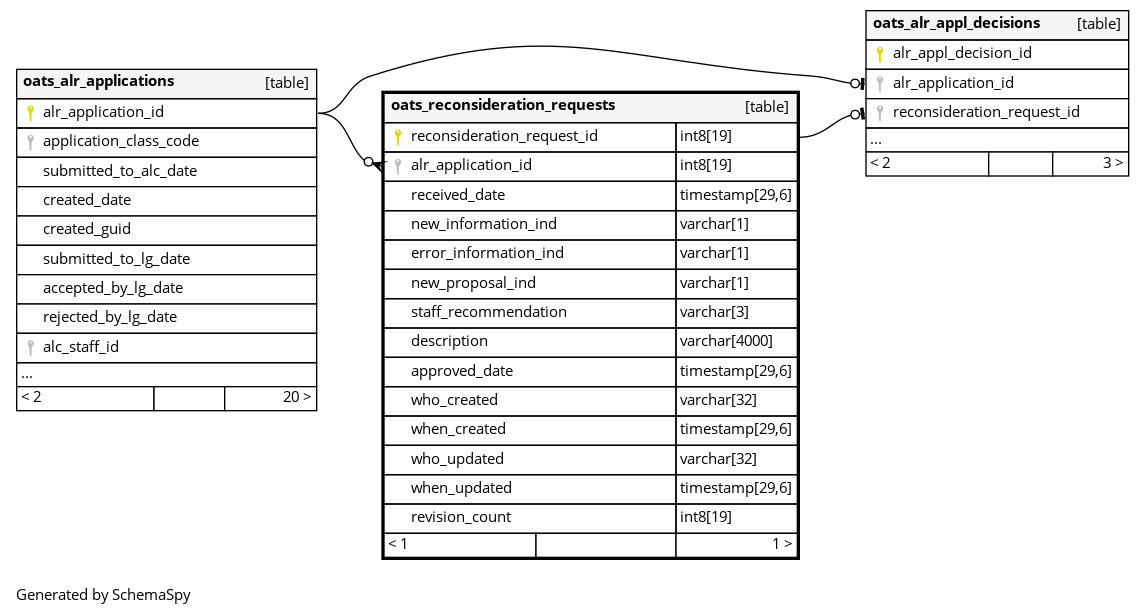 oats_alr_applications [table]
alr_application_id
application_class_code
submitted_to_alc_date
created_date
created_guid
submitted_to_lg_date
accepted_by_lg_date
rejected_by_lg_date
alc_staff_id
...
< 2 20 >
oats_reconsideration_requests [table]
reconsideration_request_id int8[19]
alr_application_id int8[19]
received_date timestamp[29,6]
new_information_ind varchar[1]
error_information_ind varchar[1]
new_proposal_ind varchar[1]
staff_recommendation varchar[3]
description varchar[4000]
approved_date timestamp[29,6]
who_created varchar[32]
when_created timestamp[29,6]
who_updated varchar[32]
when_updated timestamp[29,6]
revision_count int8[19]
< 1 1 >
oats_alr_appl_decisions [table]
alr_appl_decision_id
alr_application_id
reconsideration_request_id
...
< 2 3 >
Generated by SchemaSpy